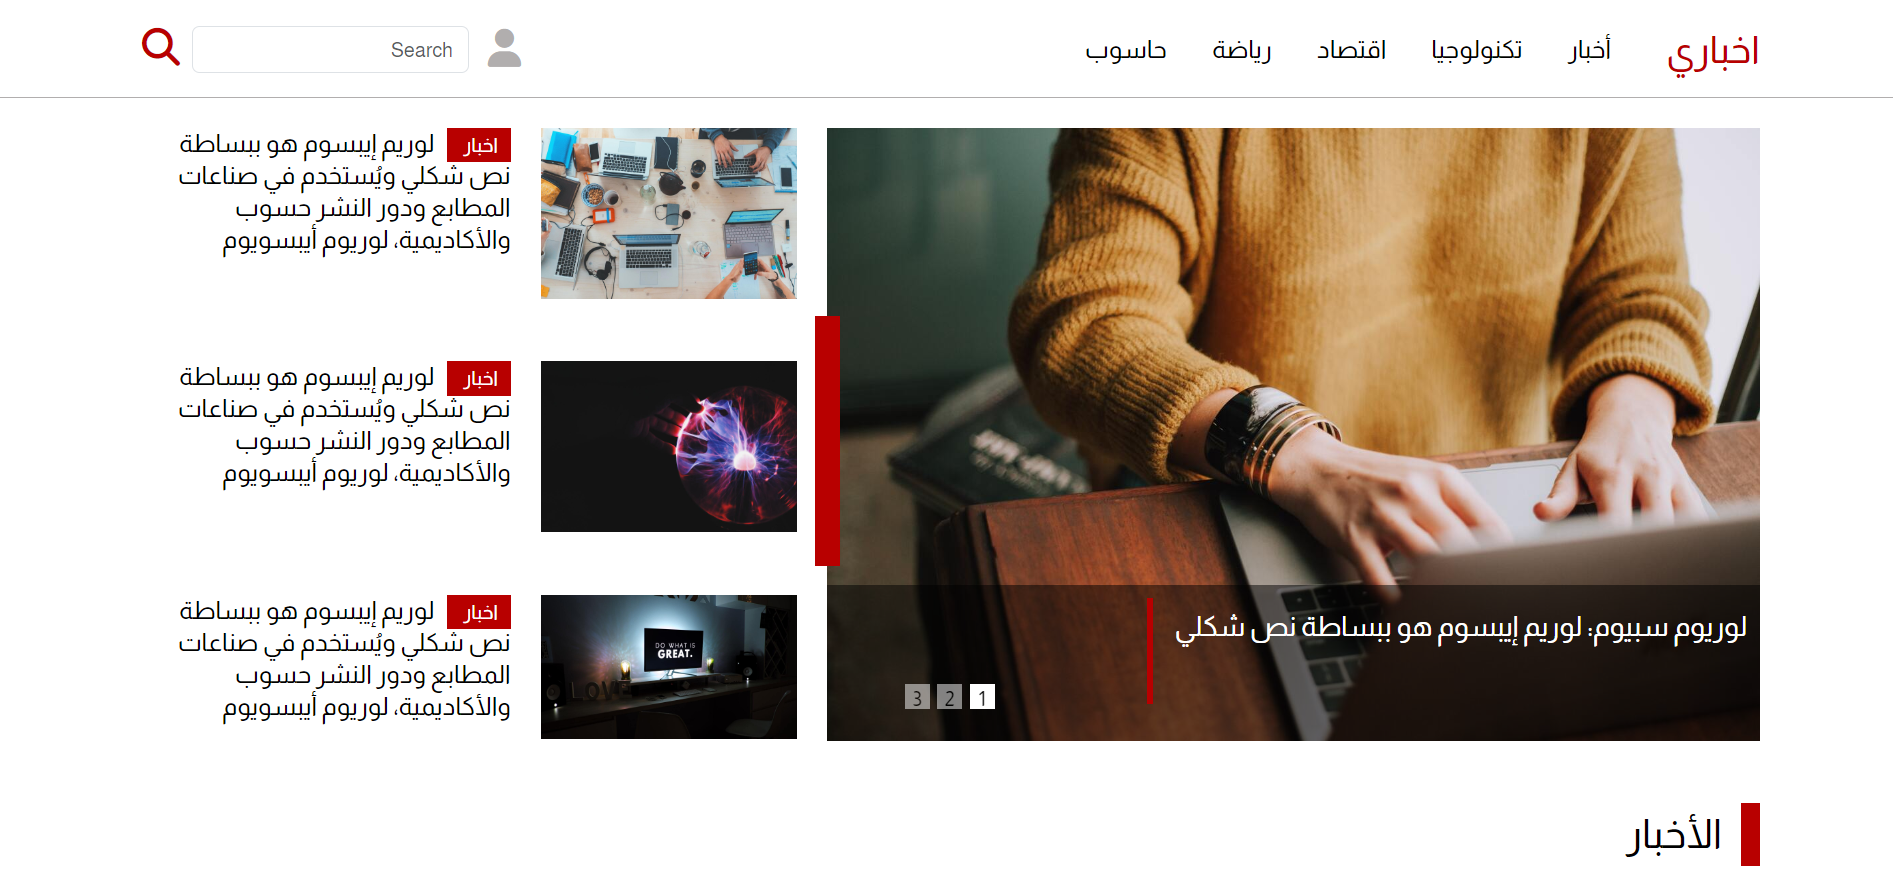 اخباري
أخبار
تكنولوجيا
اقتصاد
رياضة
حاسوب
Search
لوريوم سبيوم: لوريم إيبسوم هو ببساطة نص شكلي
1 2 3
اخبار لوريم إيبسوم هو ببساطة
نص شكلي ويُستخدم في صناعات
المطابع ودور النشر حسوب
والأكاديمية، لوريوم أيبسويوم
اخبار لوريم إيبسوم هو ببساطة
نص شكلي ويُستخدم في صناعات
المطابع ودور النشر حسوب
والأكاديمية، لوريوم أيبسويوم
DO WHAT IS
GREAT.
LOVE
اخبار لوريم إيبسوم هو ببساطة
نص شكلي ويُستخدم في صناعات
المطابع ودور النشر حسوب
والأكاديمية، لوريوم أيبسويوم
الأخبار